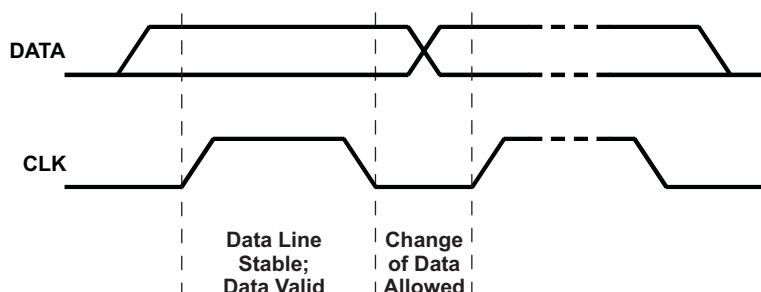 DATA
CLK
Data Line
Stable;
Data Valid
Change
of Data
Allowed